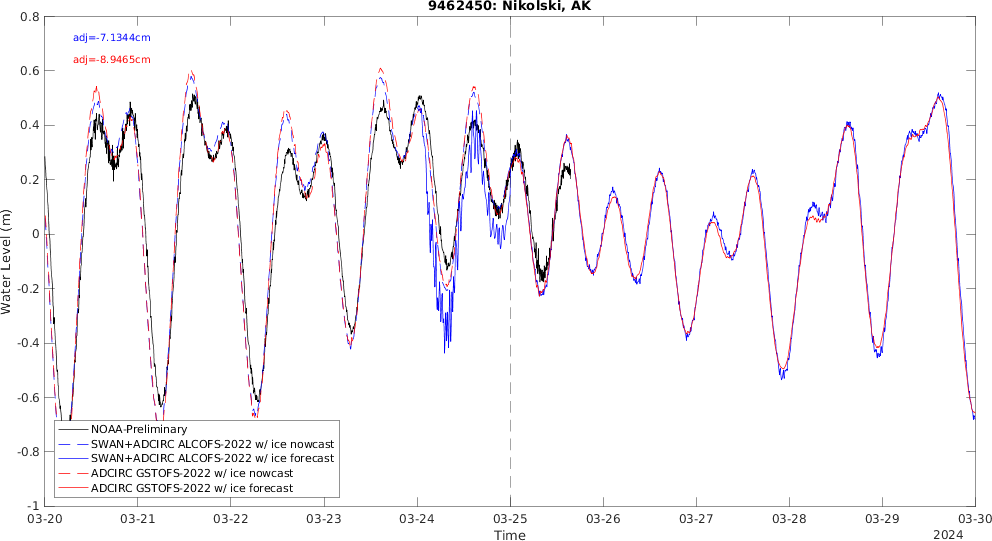 9462450: Nikolski, AK
adj=-7.1344cm
adj=-8.9465cm
Water Level (m)
0.8
0.6
0.4
0.2
0
-0.2
-0.4
-0.6
-0.8
-1
NOAA-Preliminary
SWAN+ADCIRC ALCOFS-2022 w/ ice nowcast
SWAN+ADCIRC ALCOFS-2022 w/ ice forecast
ADCIRC GSTOFS-2022 w/ ice nowcast
ADCIRC GSTOFS-2022 w/ ice forecast
03-20 03-21 03-22 03-23 03-24 03-25 03-26 03-27 03-28 03-29 03-30
Time
2024